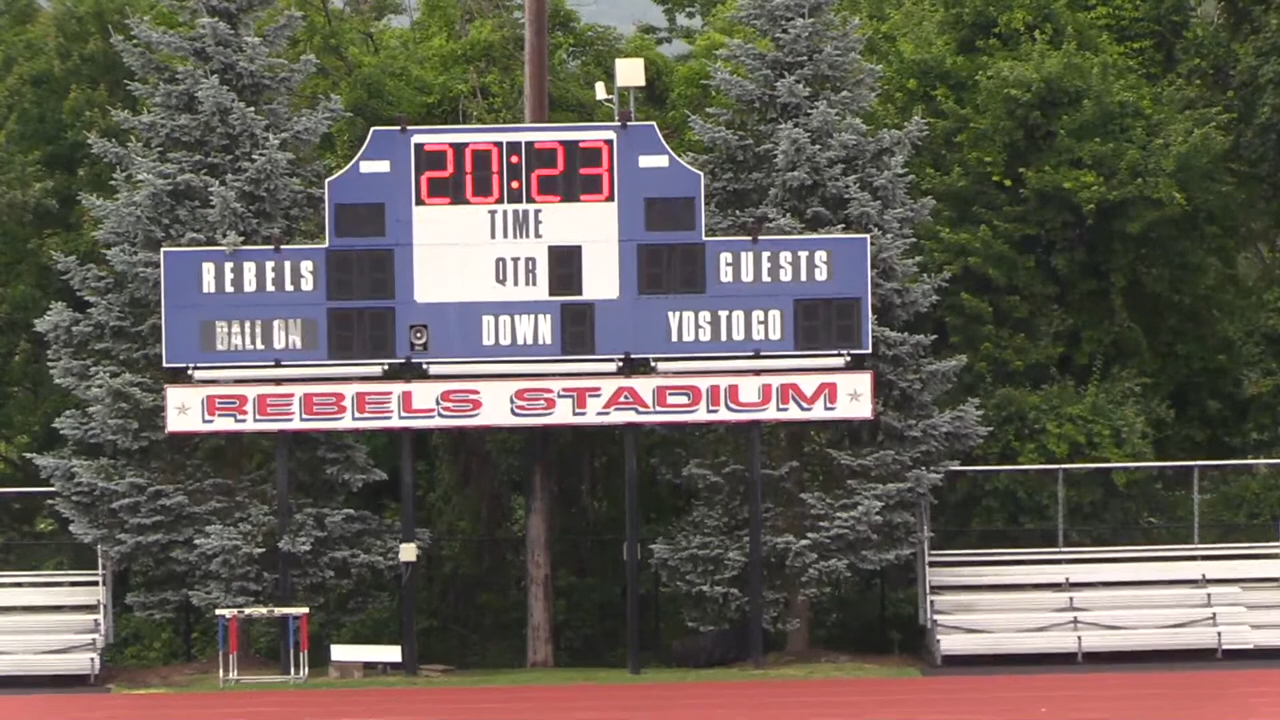 20:23
TIME
REBELS QTR GUESTS
BALL ON DOWN YDS TO GO
REBELS STADIUM